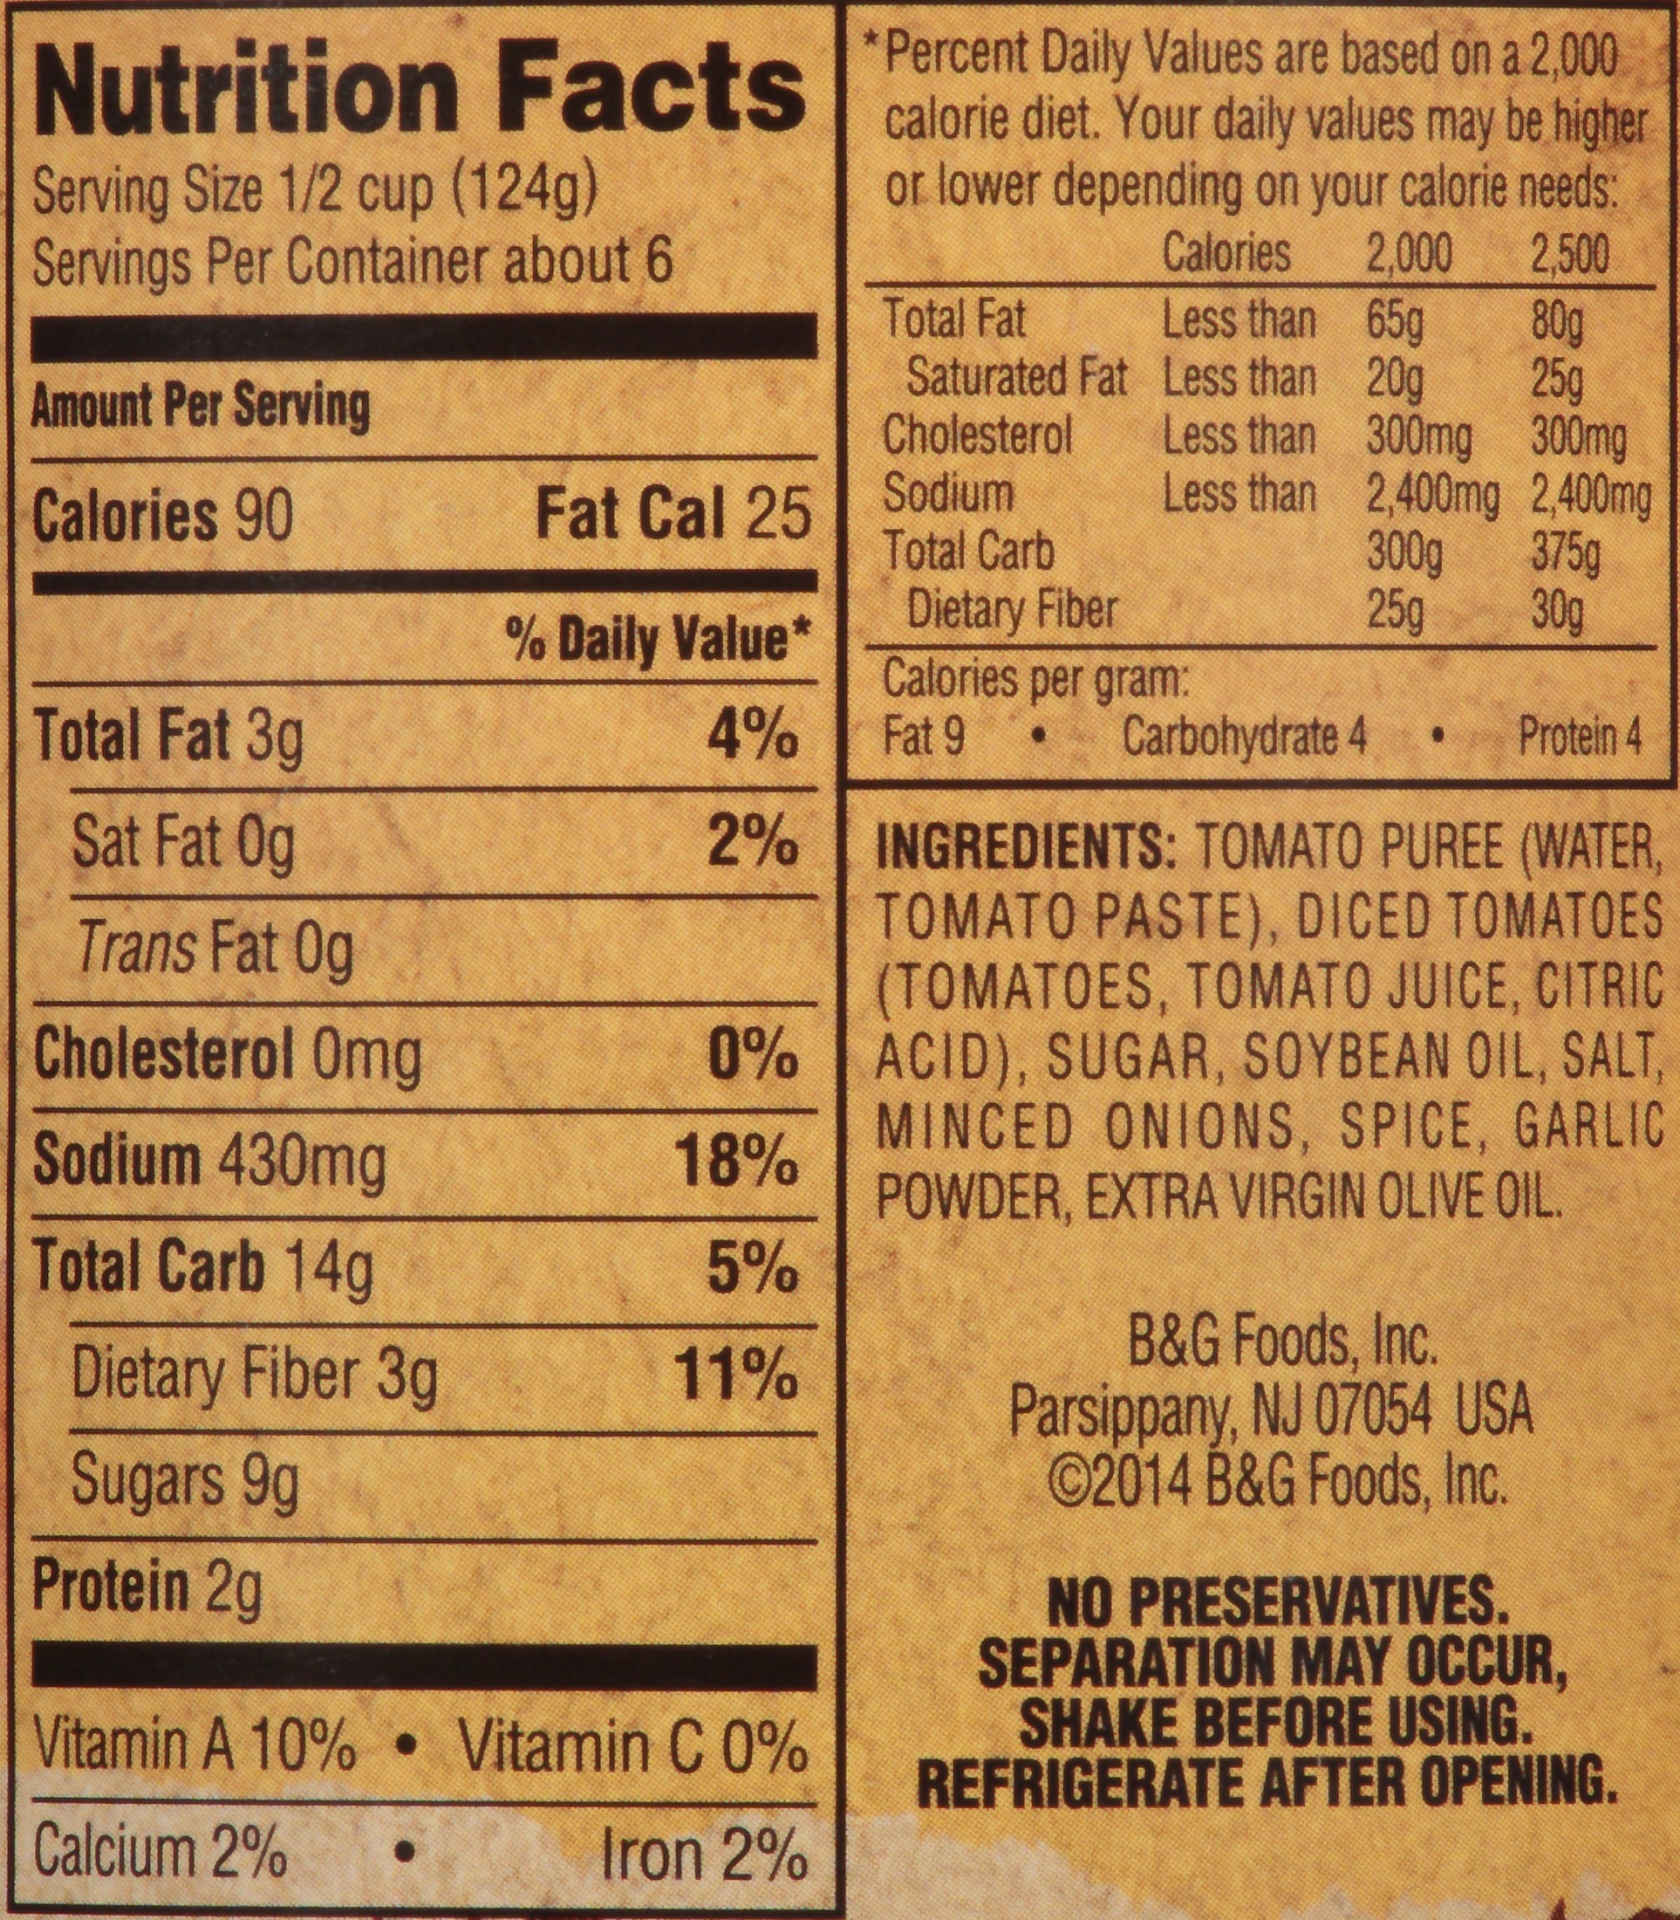 Nutrition Facts
Serving Size 1/2 cup (124g)
Servings Per Container about 6
Amount Per Serving
Calories 90 Fat Cal 25
% Daily Value*
Total Fat 3g 4%
Sat Fat 0g 2%
Trans Fat 0g
Cholesterol 0mg 0%
Sodium 430mg 18%
Total Carb 14g 5%
Dietary Fiber 3g 11%
Sugars 9g
Protein 2g
Vitamin A 10% • Vitamin C 0%
Calcium 2% • Iron 2%
*Percent Daily Values are based on a 2,000
calorie diet. Your daily values may be higher
or lower depending on your calorie needs:
Calories 2,000 2,500
Total Fat Less than 65g 80g
Saturated Fat Less than 20g 25g
Cholesterol Less than 300mg 300mg
Sodium Less than 2,400mg 2,400mg
Total Carb 300g 375g
Dietary Fiber 25g 30g
Calories per gram:
Fat 9 • Carbohydrate 4 • Protein 4
INGREDIENTS: TOMATO PUREE (WATER,
TOMATO PASTE), DICED TOMATOES
(TOMATOES, TOMATO JUICE, CITRIC
ACID), SUGAR, SOYBEAN OIL, SALT,
MINCED ONIONS, SPICE, GARLIC
POWDER, EXTRA VIRGIN OLIVE OIL.
B&G Foods, Inc.
Parsippany, NJ 07054 USA
©2014 B&G Foods, Inc.
NO PRESERVATIVES.
SEPARATION MAY OCCUR,
SHAKE BEFORE USING.
REFRIGERATE AFTER OPENING.